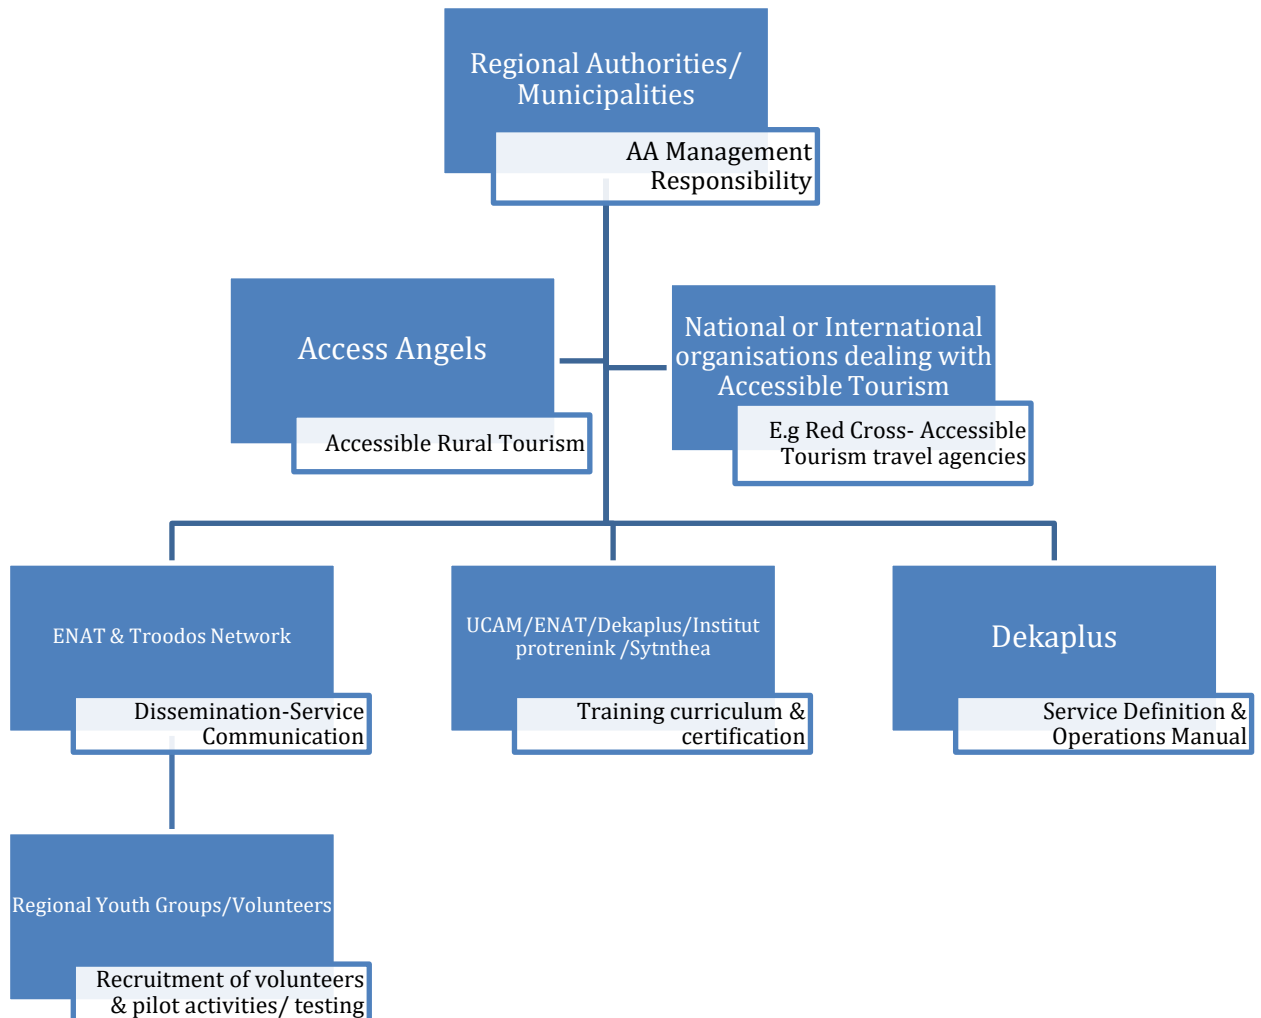 Regional Authorities/
Municipalities
AA Management
Responsibility
Access Angels
Accessible Rural Tourism
National or International
organisations dealing with
Accessible Tourism
E.g Red Cross- Accessible
Tourism travel agencies
ENAT & Troodos Network
Dissemination-Service
Communication
UCAM/ENAT/Dekaplus/Institut
protrenink /Sytnthea
Training curriculum &
certification
Dekaplus
Service Definition &
Operations Manual
Regional Youth Groups/Volunteers
Recruitment of volunteers
& pilot activities/ testing